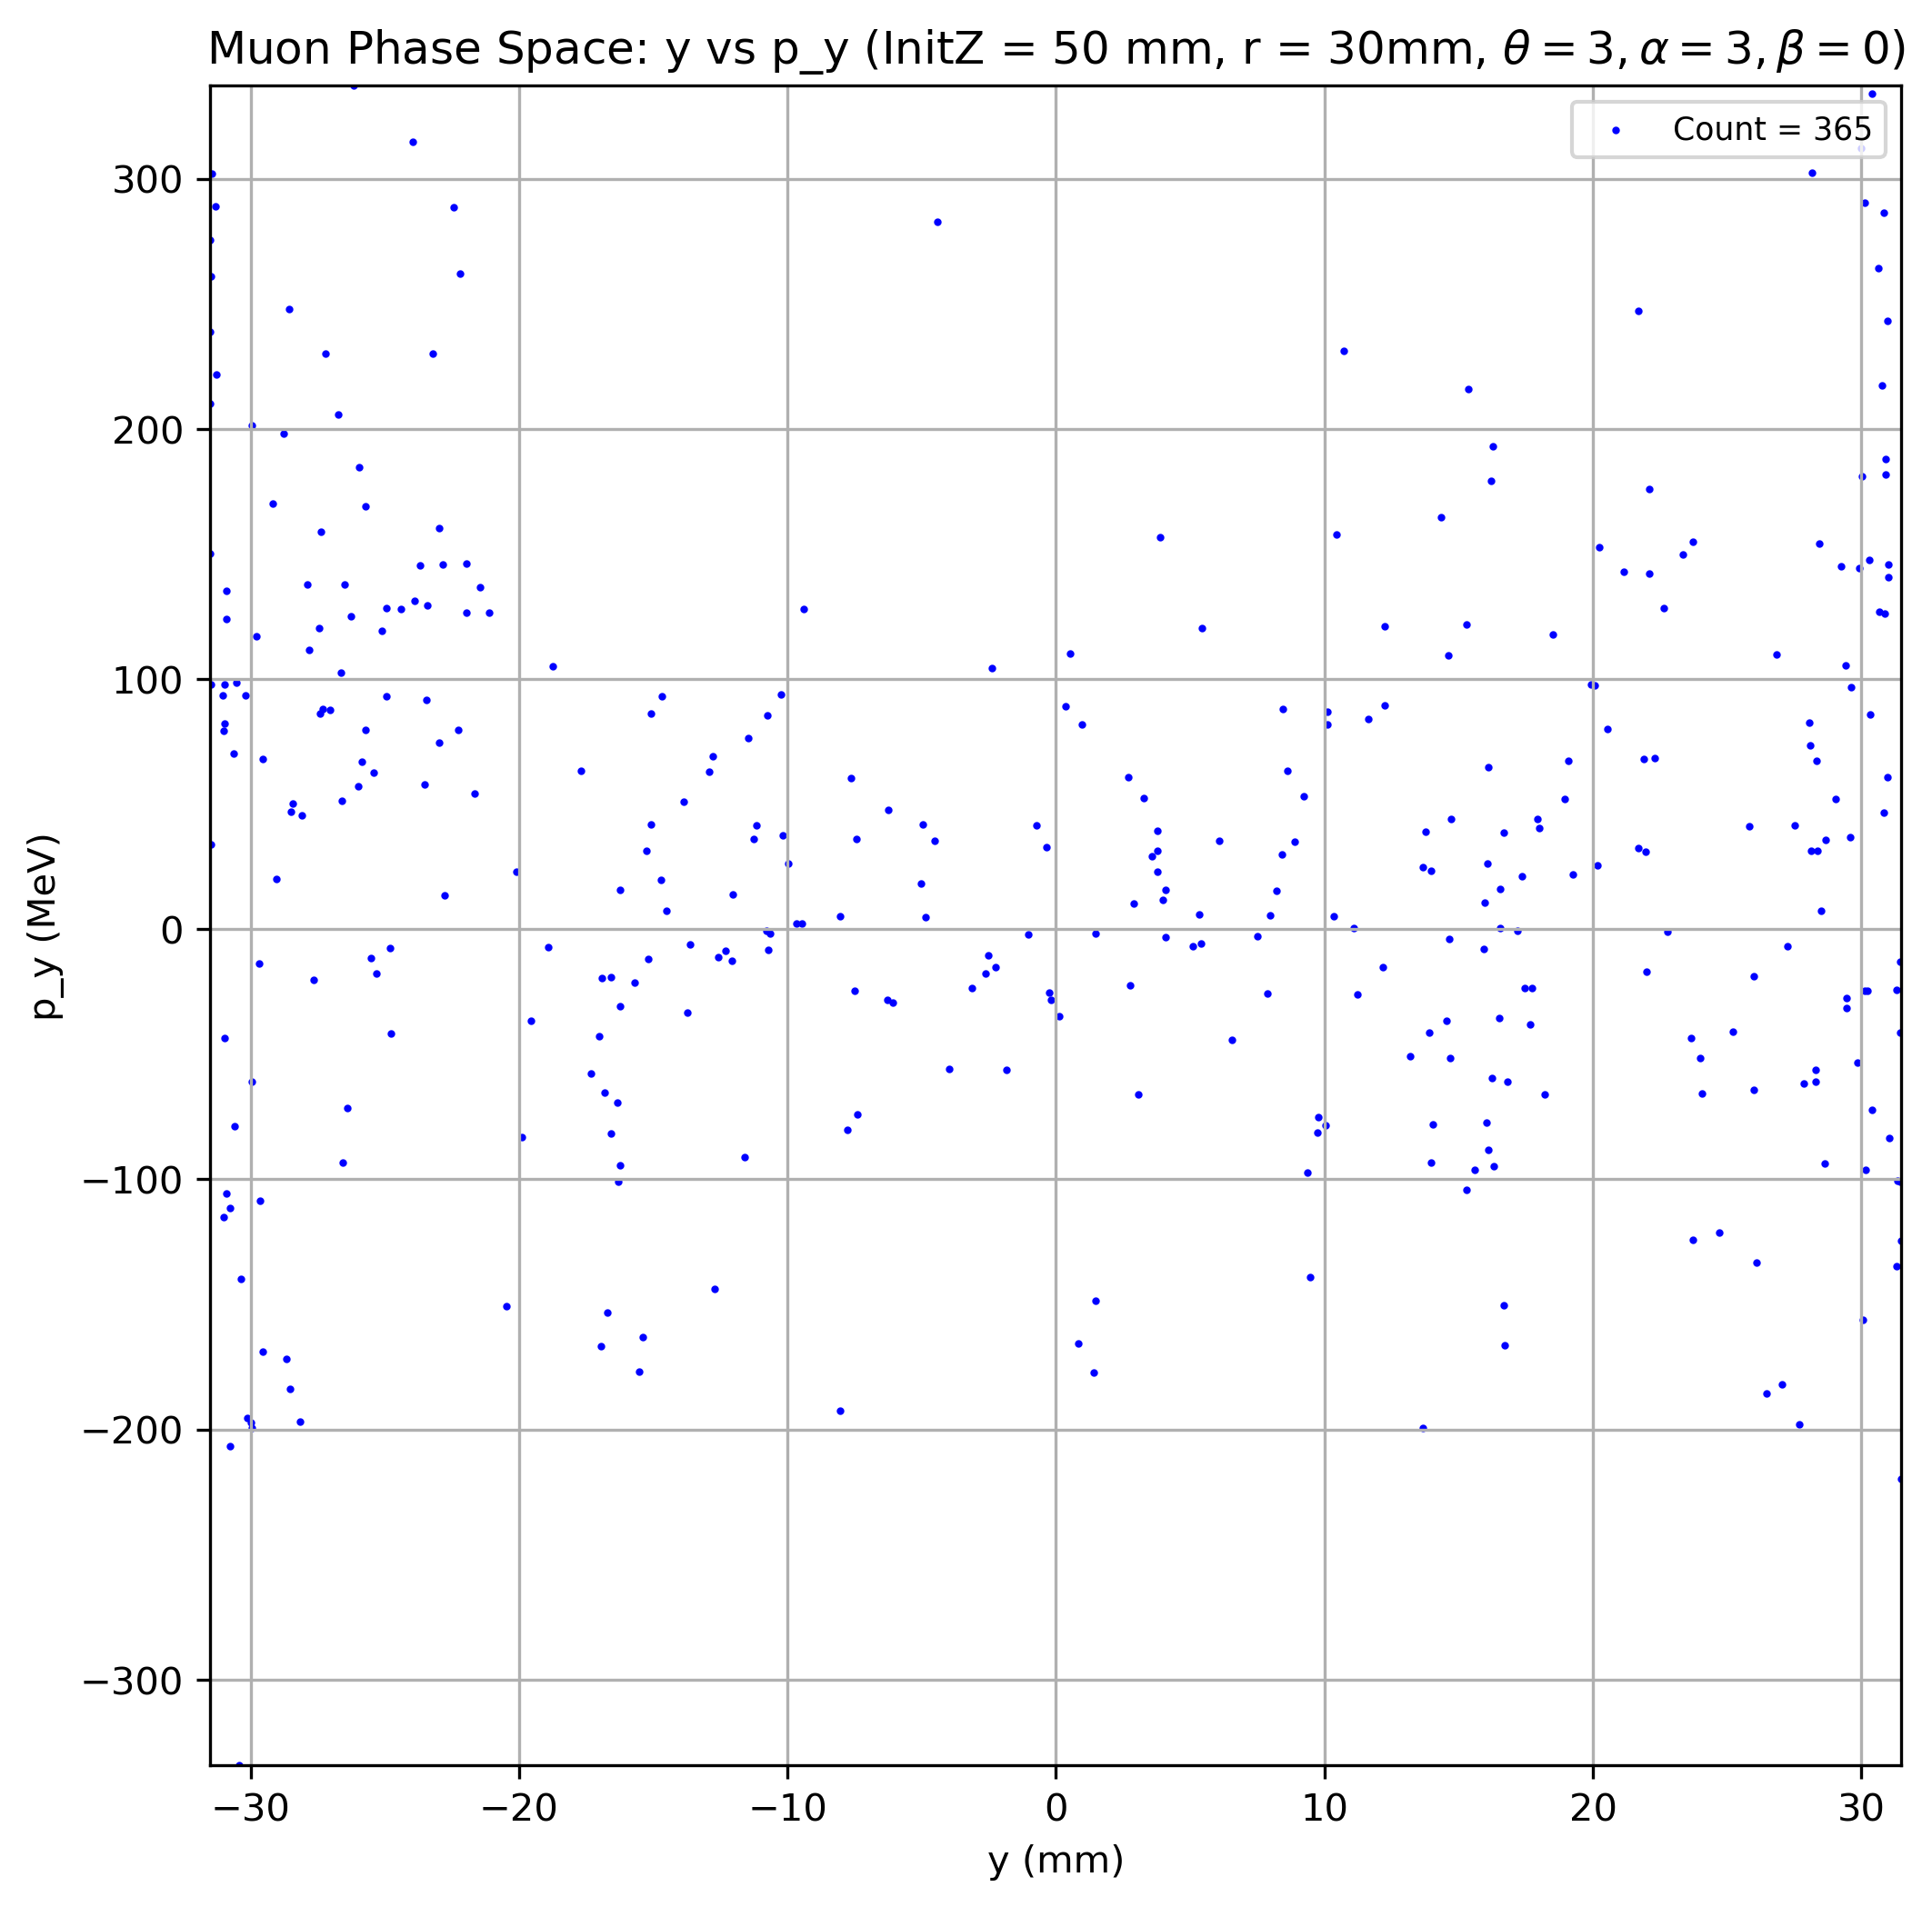 Muon Phase Space: y vs p_y (InitZ = 50 mm, r = 30mm, θ = 3, α = 3, β = 0)
Count = 365
300
200
100
0
−100
−200
−300
p_y (MeV)
−30 −20 −10 0 10 20 30
y (mm)